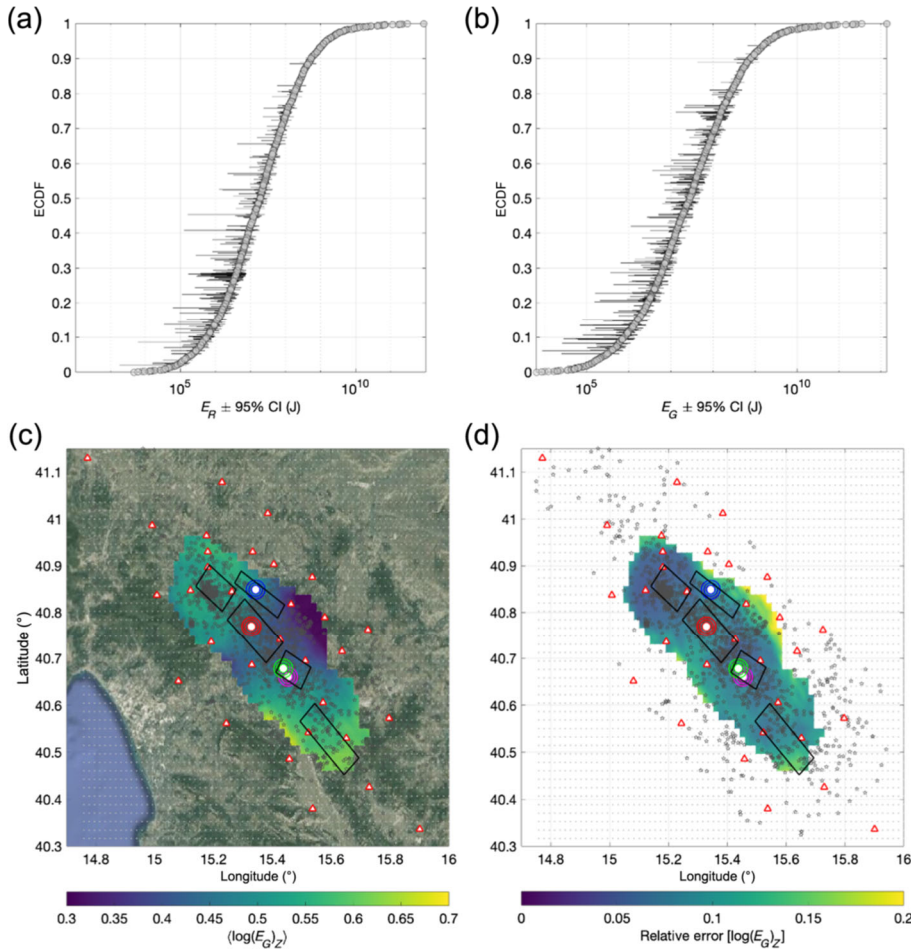 (a)
(b)
1
0.9
0.8
0.7
0.6
0.5
0.4
0.3
0.2
0.1
0
ECDF
10^5
10^10
E_R ± 95% CI (J)
1
0.9
0.8
0.7
0.6
0.5
0.4
0.3
0.2
0.1
0
ECDF
10^5
10^10
E_G ± 95% CI (J)
(c)
(d)
41.1
41
40.9
40.8
40.7
40.6
40.5
40.4
40.3
Latitude (°)
14.8 15 15.2 15.4 15.6 15.8 16
Longitude (°)
0.3 0.35 0.4 0.45 0.5 0.55 0.6 0.65 0.7
⟨log(E_G)_Z⟩
41.1
41
40.9
40.8
40.7
40.6
40.5
40.4
40.3
14.8 15 15.2 15.4 15.6 15.8 16
Longitude (°)
0 0.05 0.1 0.15 0.2
Relative error [log(E_G)_Z]